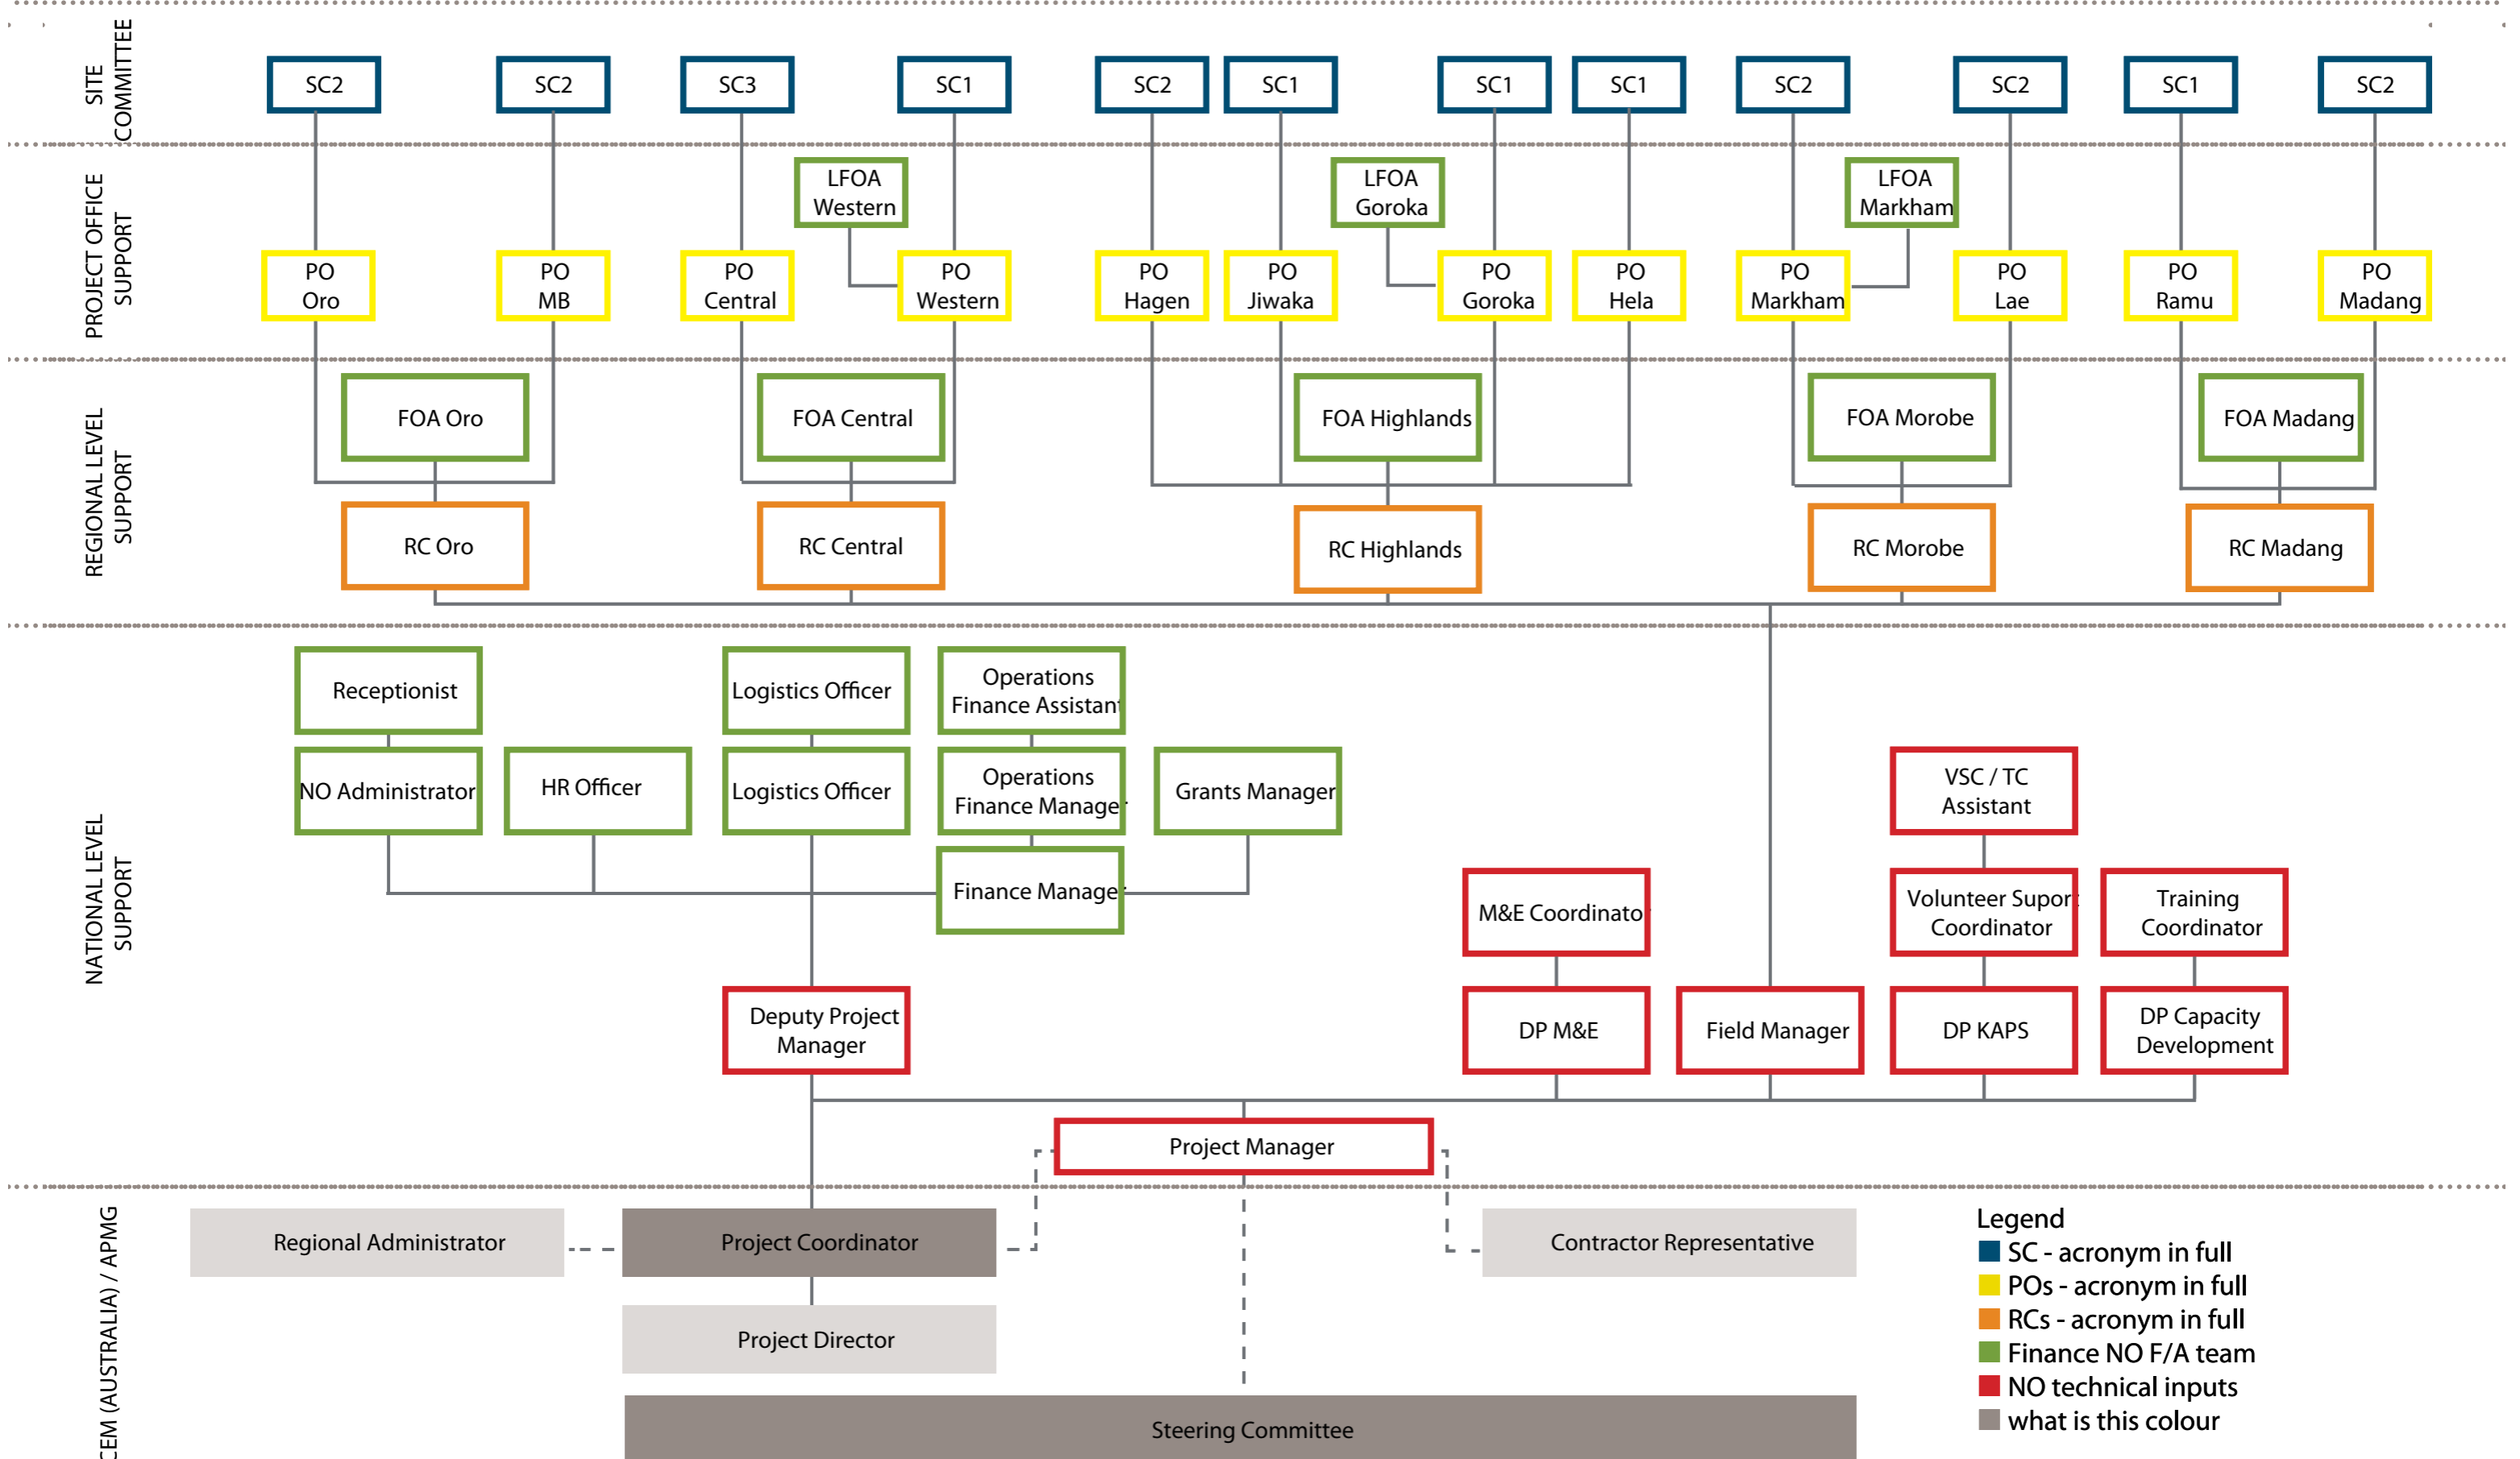 SITE
COMMITTEE
SC2
SC2
SC3
SC1
SC2
SC1
SC1
SC1
SC2
SC2
SC1
SC2
PROJECT OFFICE
SUPPORT
LFOA
Western
LFOA
Goroka
LFOA
Markham
PO
Oro
PO
MB
PO
Central
PO
Western
PO
Hagen
PO
Jiwaka
PO
Goroka
PO
Hela
PO
Markham
PO
Lae
PO
Ramu
PO
Madang
REGIONAL LEVEL
SUPPORT
FOA Oro
FOA Central
FOA Highlands
FOA Morobe
FOA Madang
RC Oro
RC Central
RC Highlands
RC Morobe
RC Madang
NATIONAL LEVEL
SUPPORT
Receptionist
Logistics Officer
Operations
Finance Assistant
NO Administrator
HR Officer
Logistics Officer
Operations
Finance Manager
Grants Manager
VSC / TC
Assistant
Finance Manager
M&E Coordinator
Volunteer Suport
Coordinator
Training
Coordinator
Deputy Project
Manager
DP M&E
Field Manager
DP KAPS
DP Capacity
Development
Project Manager
CEM (AUSTRALIA) / APMG
Regional Administrator
Project Coordinator
Contractor Representative
Project Director
Steering Committee
Legend
SC - acronym in full
POs - acronym in full
RCs - acronym in full
Finance NO F/A team
NO technical inputs
what is this colour